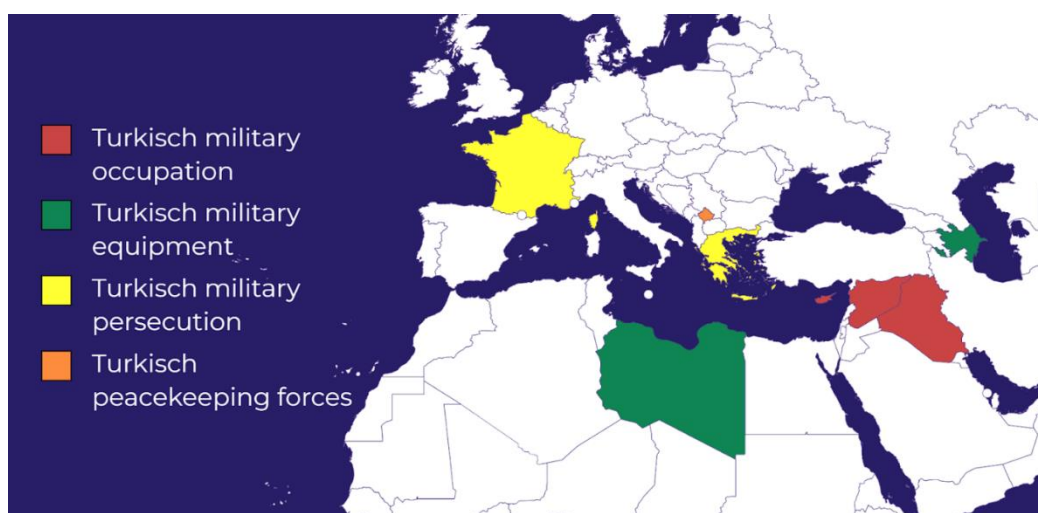 Turkisch military
occupation
Turkisch military
equipment
Turkisch military
persecution
Turkisch
peacekeeping forces